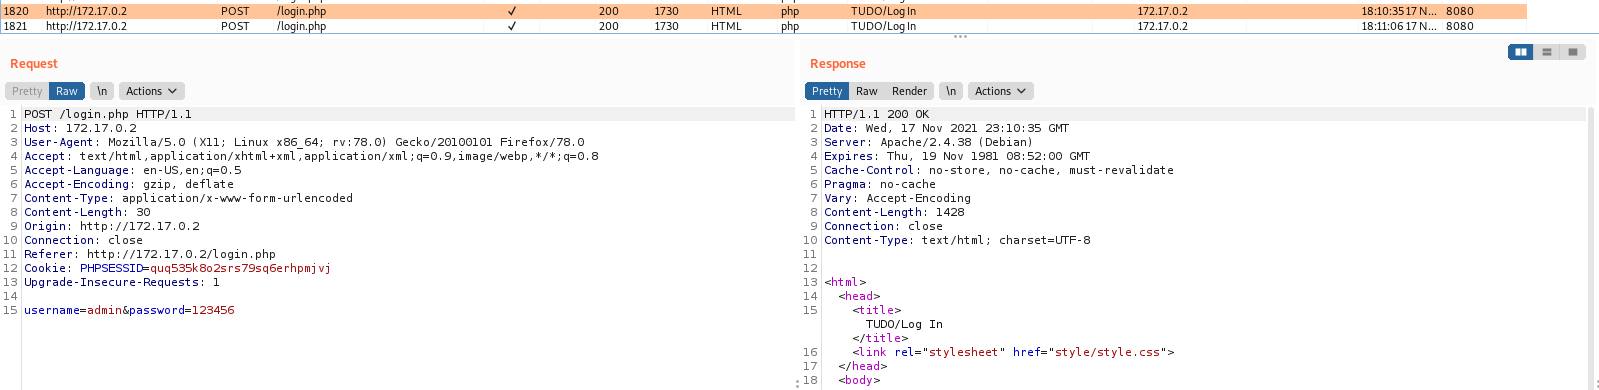 1820 http://172.17.0.2 POST /login.php ✓ 200 1730 HTML php TUDO/Log In 172.17.0.2 18:10:35 17 N... 8080
1821 http://172.17.0.2 POST /login.php ✓ 200 1730 HTML php TUDO/Log In 172.17.0.2 18:11:06 17 N... 8080
Request
Pretty Raw \n Actions
1 POST /login.php HTTP/1.1
2 Host: 172.17.0.2
3 User-Agent: Mozilla/5.0 (X11; Linux x86_64; rv:78.0) Gecko/20100101 Firefox/78.0
4 Accept: text/html,application/xhtml+xml,application/xml;q=0.9,image/webp,*/*;q=0.8
5 Accept-Language: en-US,en;q=0.5
6 Accept-Encoding: gzip, deflate
7 Content-Type: application/x-www-form-urlencoded
8 Content-Length: 30
9 Origin: http://172.17.0.2
10 Connection: close
11 Referer: http://172.17.0.2/login.php
12 Cookie: PHPSESSID=quq535k8o2srs79sq6erhpmjvj
13 Upgrade-Insecure-Requests: 1
14
15 username=admin&password=123456
Response
Pretty Raw Render \n Actions
1 HTTP/1.1 200 OK
2 Date: Wed, 17 Nov 2021 23:10:35 GMT
3 Server: Apache/2.4.38 (Debian)
4 Expires: Thu, 19 Nov 1981 08:52:00 GMT
5 Cache-Control: no-store, no-cache, must-revalidate
6 Pragma: no-cache
7 Vary: Accept-Encoding
8 Content-Length: 1428
9 Connection: close
10 Content-Type: text/html; charset=UTF-8
11
12
13 <html>
14 <head>
15 <title>
TUDO/Log In
</title>
16 <link rel="stylesheet" href="style/style.css">
17 </head>
18 <body>